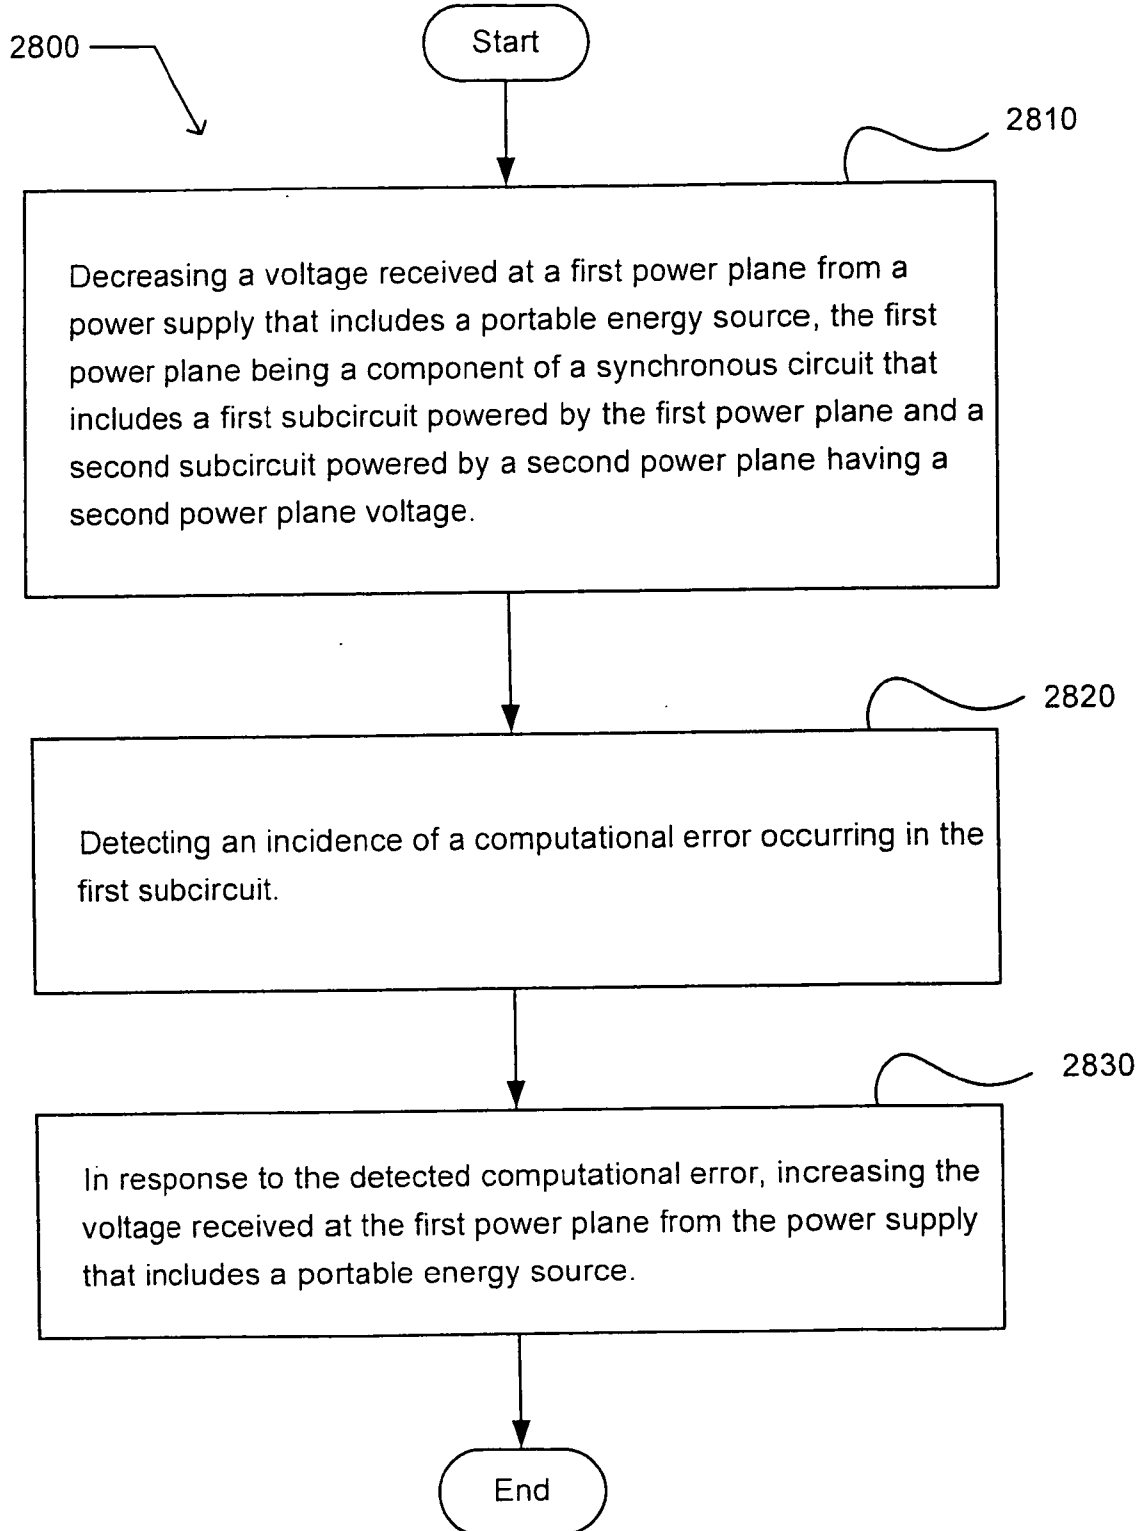 2800
Start
2810
Decreasing a voltage received at a first power plane from a
power supply that includes a portable energy source, the first
power plane being a component of a synchronous circuit that
includes a first subcircuit powered by the first power plane and a
second subcircuit powered by a second power plane having a
second power plane voltage.
2820
Detecting an incidence of a computational error occurring in the
first subcircuit.
2830
In response to the detected computational error, increasing the
voltage received at the first power plane from the power supply
that includes a portable energy source.
End